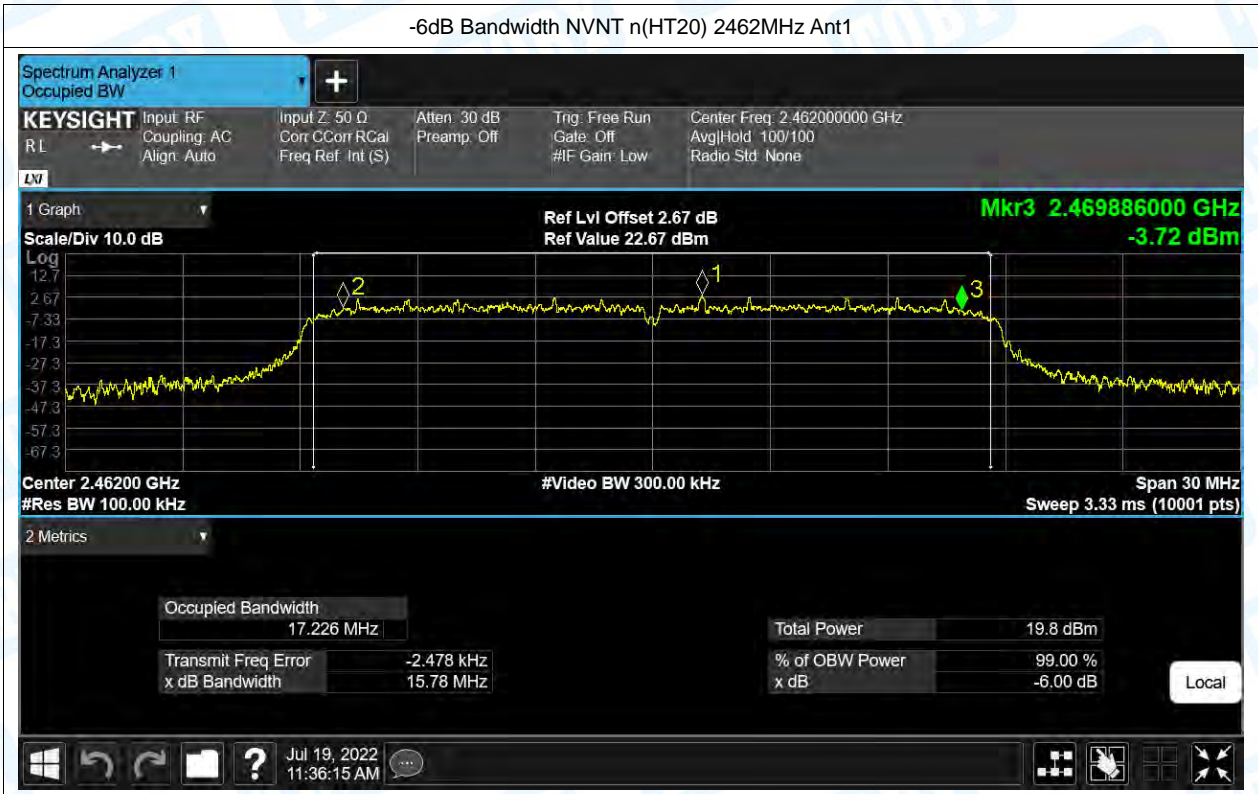 -6dB Bandwidth NVNT n(HT20) 2462MHz Ant1
Spectrum Analyzer 1
Occupied BW
+
KEYSIGHT
R L
LXI
Input: RF
Coupling: AC
Align: Auto
Input Z: 50 Ω
Corr CCorr RCal
Freq Ref: Int (S)
Atten: 30 dB
Preamp: Off
Trig: Free Run
Gate: Off
#IF Gain: Low
Center Freq: 2.462000000 GHz
Avg|Hold: 100/100
Radio Std: None
1 Graph
Scale/Div 10.0 dB
Ref Lvl Offset 2.67 dB
Ref Value 22.67 dBm
Mkr3 2.469886000 GHz
-3.72 dBm
Log
12.7
2.67
-7.33
-17.3
-27.3
-37.3
-47.3
-57.3
-67.3
2
1
3
Center 2.46200 GHz
#Res BW 100.00 kHz
#Video BW 300.00 kHz
Span 30 MHz
Sweep 3.33 ms (10001 pts)
2 Metrics
Occupied Bandwidth
17.226 MHz
Transmit Freq Error -2.478 kHz
x dB Bandwidth 15.78 MHz
Total Power 19.8 dBm
% of OBW Power 99.00 %
x dB -6.00 dB
Local
?
Jul 19, 2022
11:36:15 AM